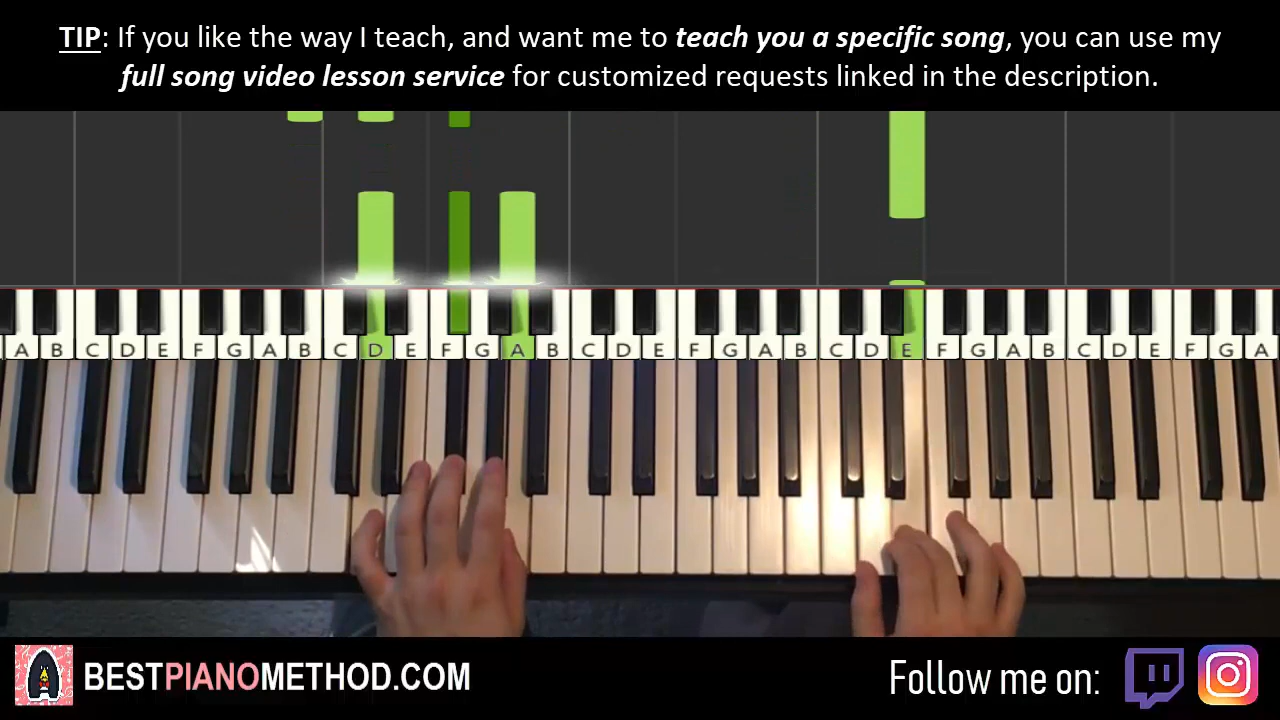 TIP: If you like the way I teach, and want me to teach you a specific song, you can use my
full song video lesson service for customized requests linked in the description.
A B C D E F G A B C D E F G A B C D E F G A B C D E F G A B C D E F G A
BESTPIANOMETHOD.COM
Follow me on: